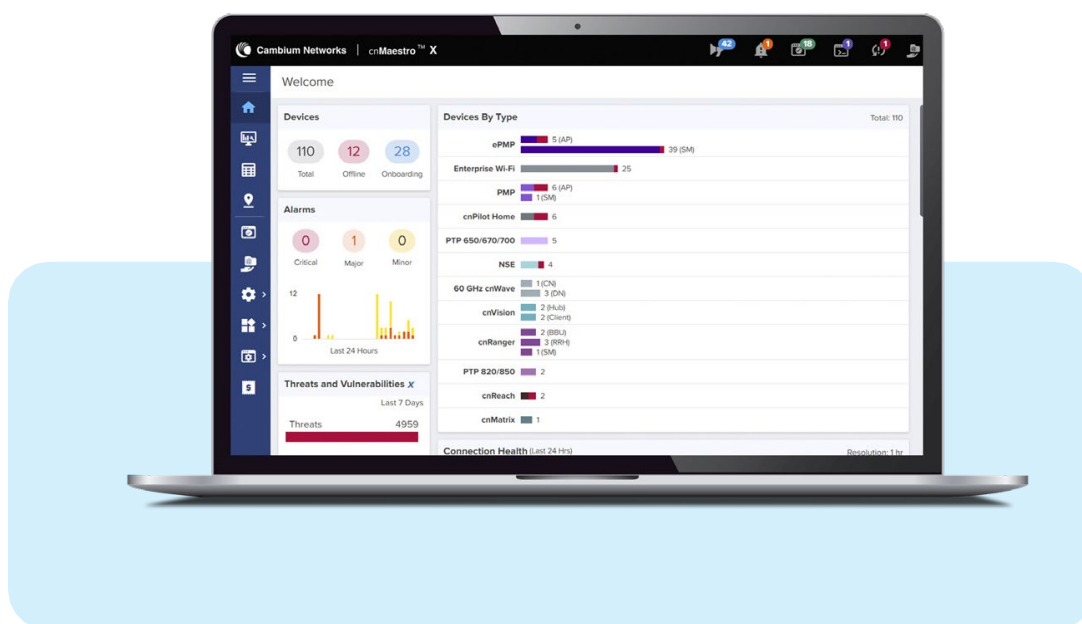 Cambium Networks | cnMaestro™ X
42
1
18
1
1
Welcome
Devices
110
12
28
Total
Offline
Onboarding
Alarms
0
1
0
Critical
Major
Minor
12
0
Last 24 Hours
Threats and Vulnerabilities X
Last 7 Days
Threats 4959
Devices By Type Total: 110
ePMP
5 (AP)
39 (SM)
Enterprise Wi-Fi 25
PMP
6 (AP)
1 (SM)
cnPilot Home 6
PTP 650/670/700 5
NSE 4
60 GHz cnWave
1 (CN)
3 (DN)
cnVision
2 (Hub)
2 (Client)
cnRanger
2 (BBU)
3 (RRH)
1 (SM)
PTP 820/850 2
cnReach 2
cnMatrix 1
Connection Health (Last 24 Hrs) Resolution: 1 hr